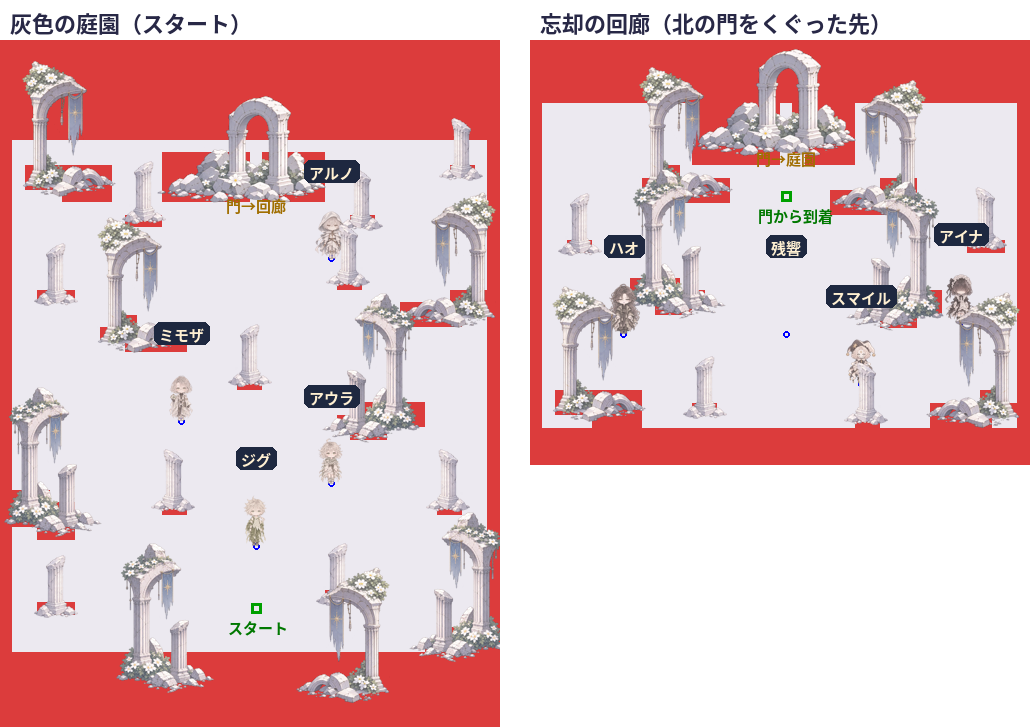 灰色の庭園（スタート）
忘却の回廊（北の門をくぐった先）
アルノ
門→回廊
ミモザ
アウラ
ジグ
スタート
門→庭園
門から到着
ハオ
残響
アイナ
スマイル